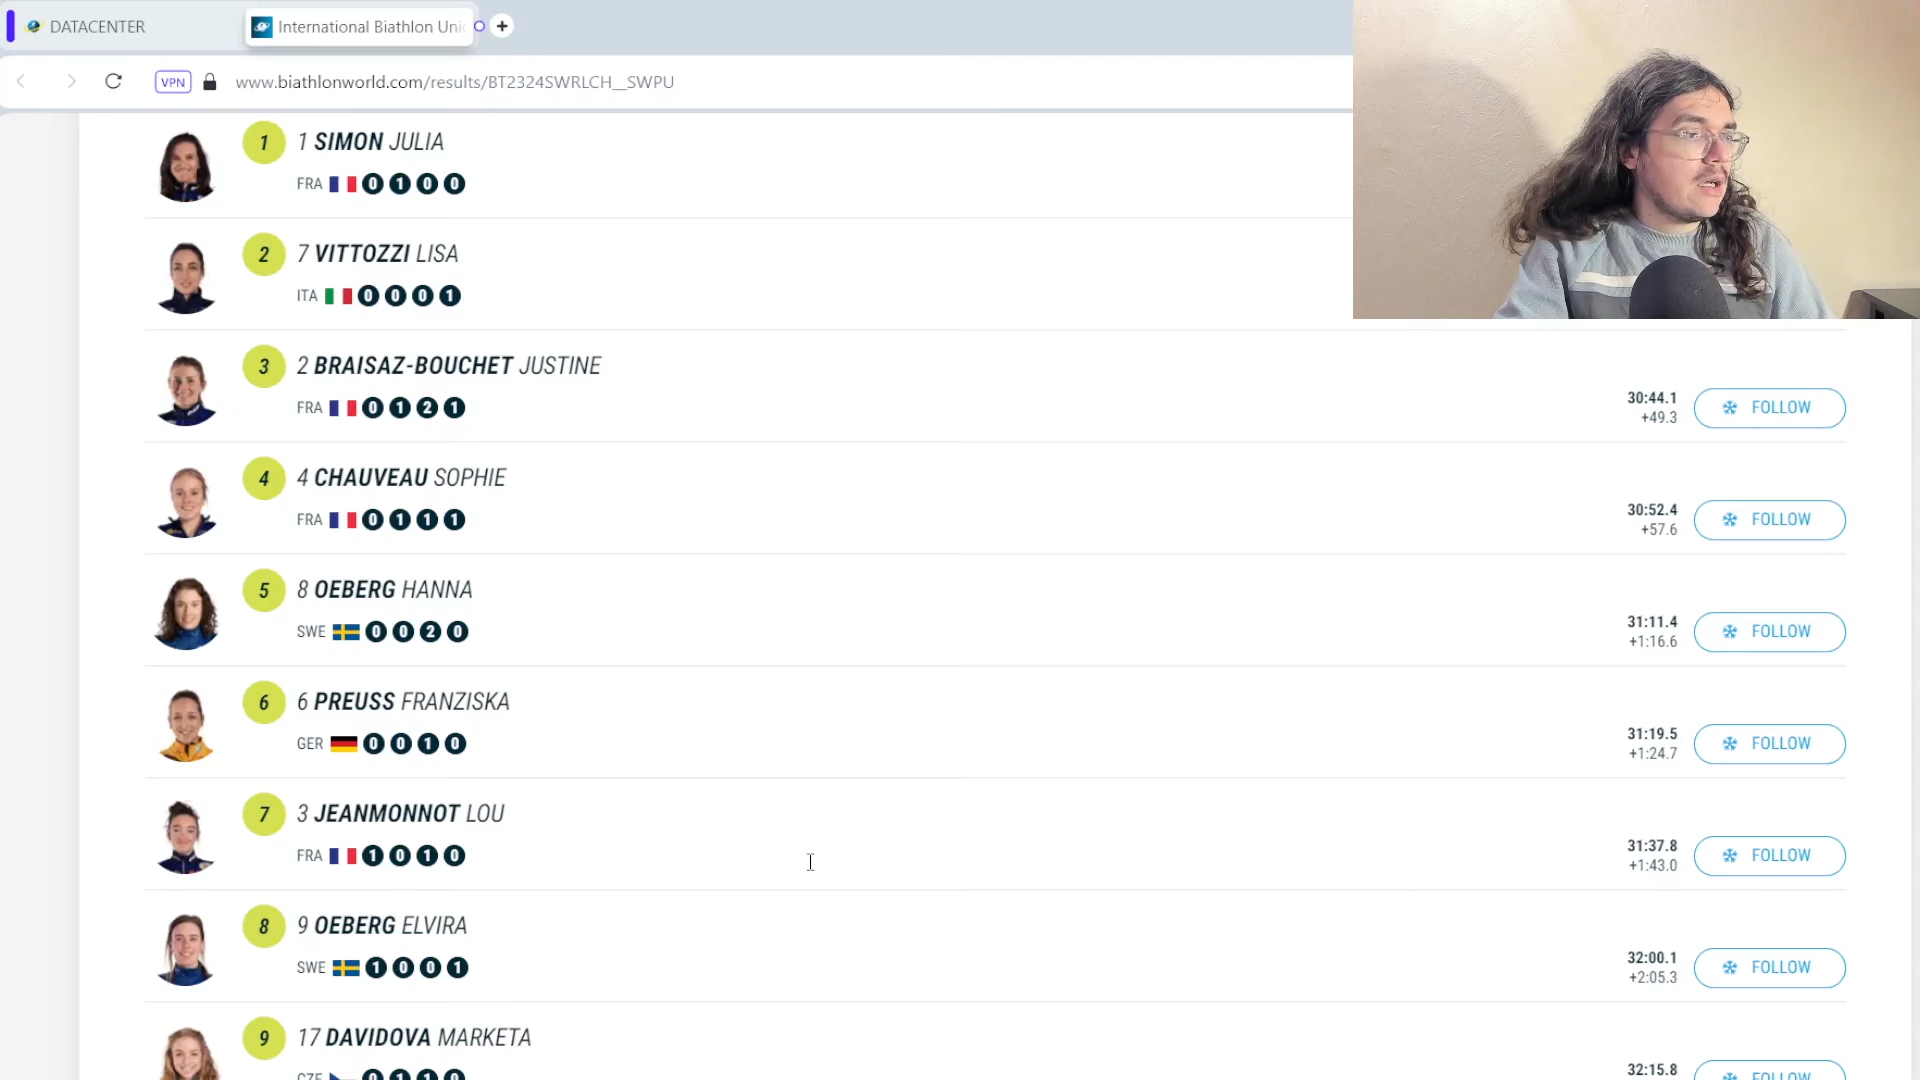 DATACENTER
International Biathlon Uni
VPN
www.biathlonworld.com/results/BT2324SWRLCH__SWPU
1
1 SIMON JULIA
FRA 0 1 0 0
2
7 VITTOZZI LISA
ITA 0 0 0 1
3
2 BRAISAZ-BOUCHET JUSTINE
FRA 0 1 2 1
30:44.1
+49.3
FOLLOW
4
4 CHAUVEAU SOPHIE
FRA 0 1 1 1
30:52.4
+57.6
FOLLOW
5
8 OEBERG HANNA
SWE 0 0 2 0
31:11.4
+1:16.6
FOLLOW
6
6 PREUSS FRANZISKA
GER 0 0 1 0
31:19.5
+1:24.7
FOLLOW
7
3 JEANMONNOT LOU
FRA 1 0 1 0
31:37.8
+1:43.0
FOLLOW
8
9 OEBERG ELVIRA
SWE 1 0 0 1
32:00.1
+2:05.3
FOLLOW
9
17 DAVIDOVA MARKETA
CZE 0 1 1 0
32:15.8
FOLLOW